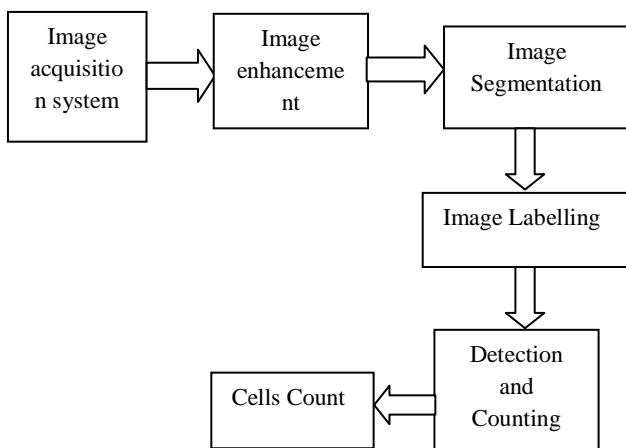 Image
acquisitio
n system
Image
enhanceme
nt
Image
Segmentation
Image Labelling
Detection
and
Counting
Cells Count